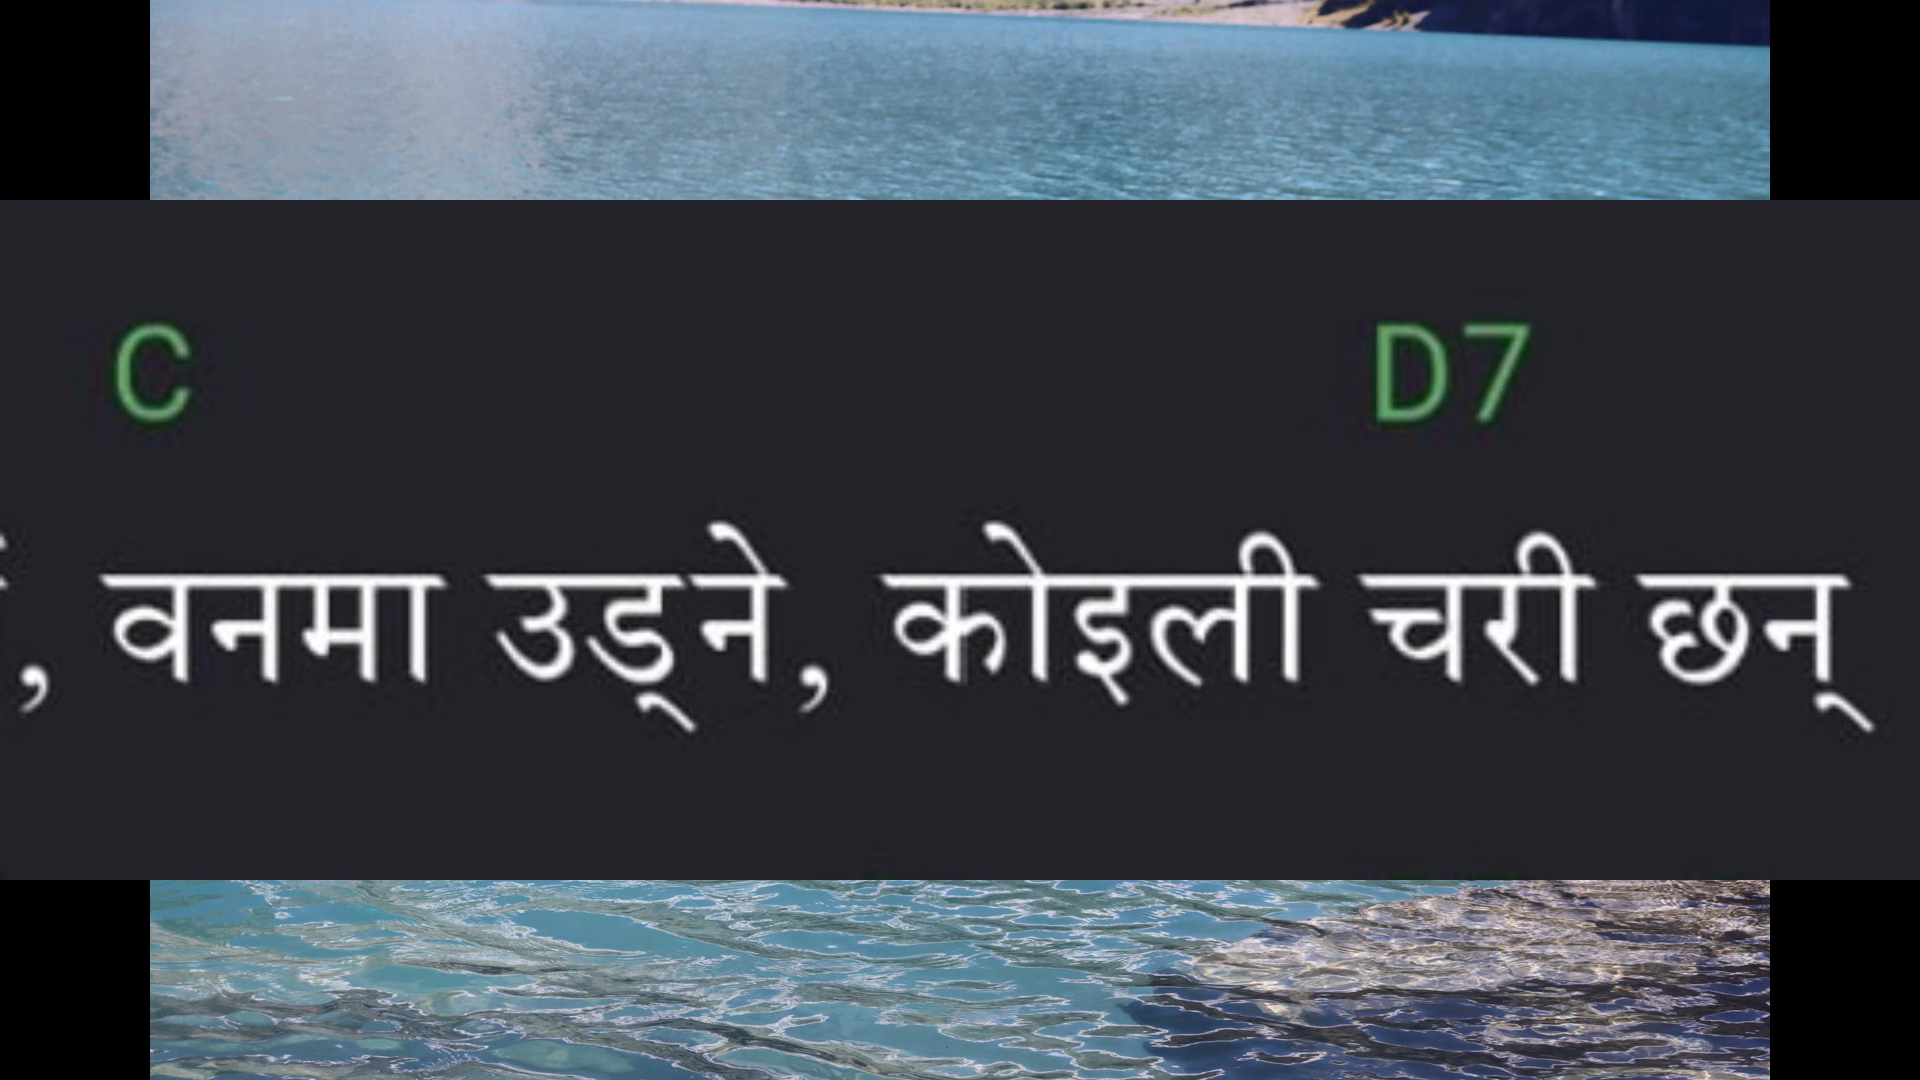 C D7
, वनमा उड्ने, कोइली चरी छन्